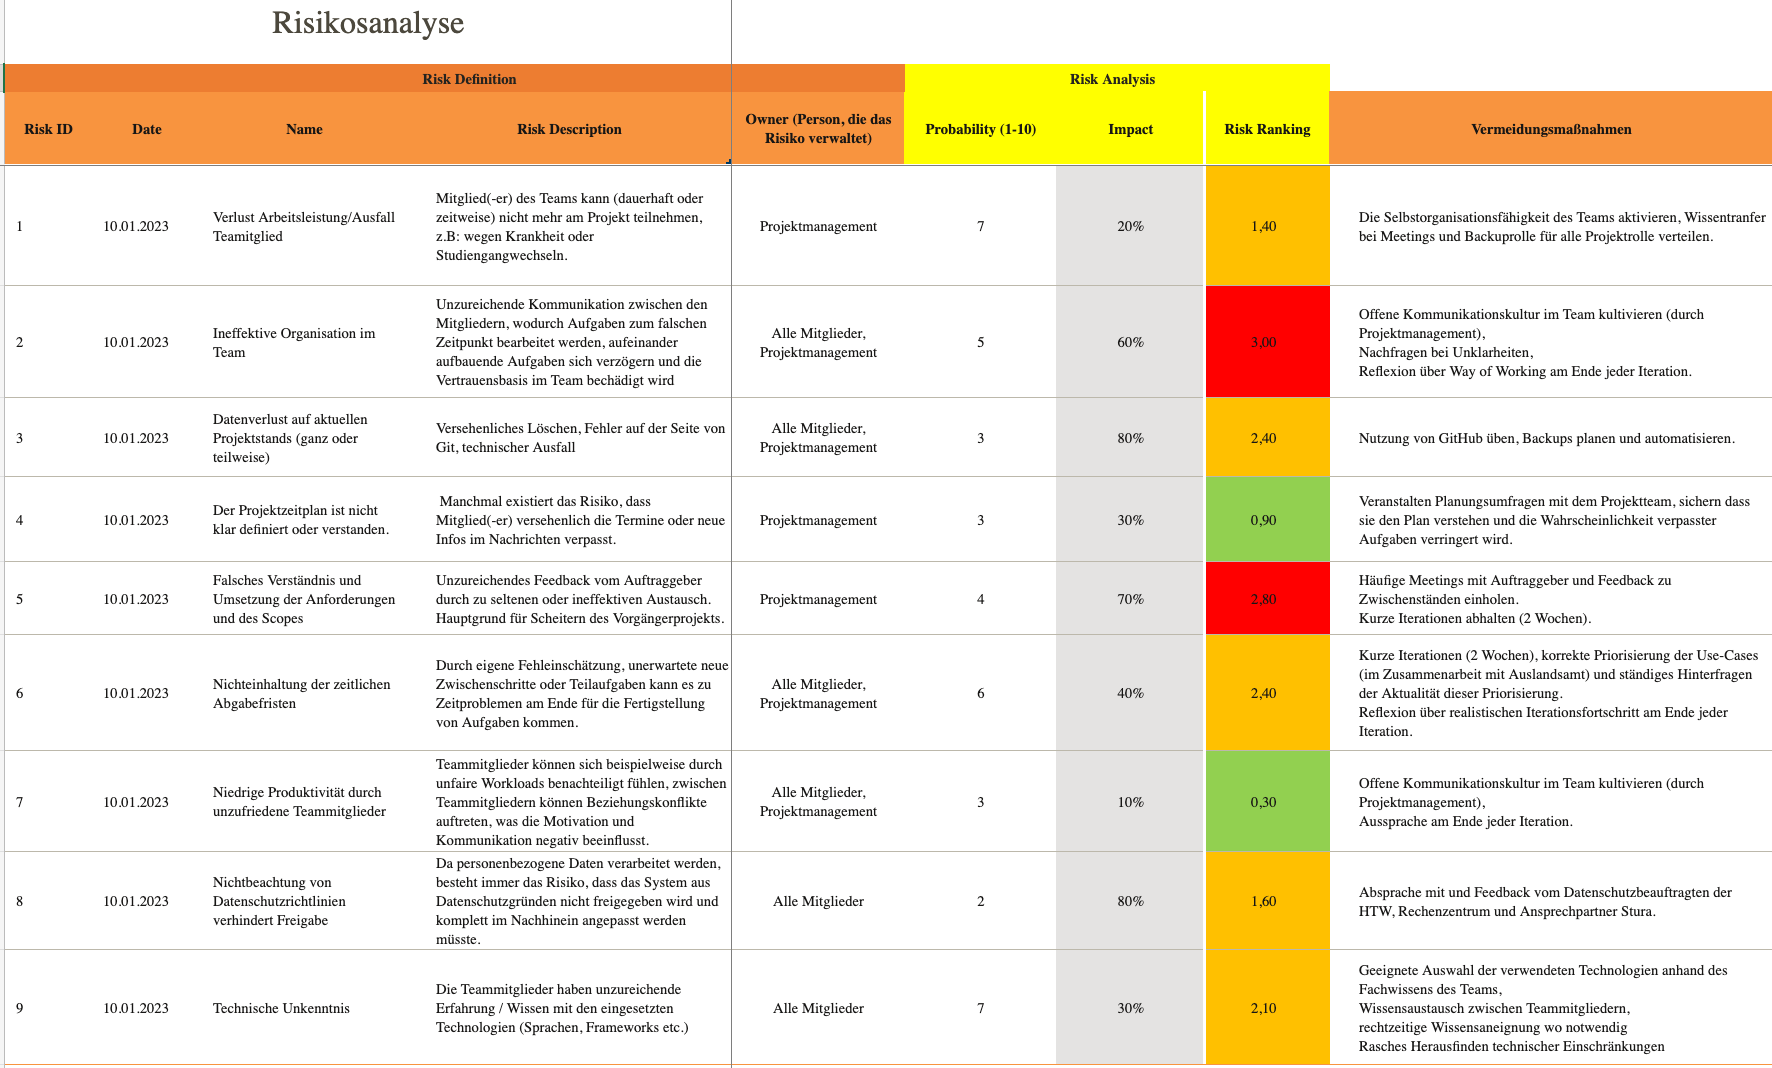 Risikosanalyse
Risk Definition
Risk Analysis
Risk ID
Date
Name
Risk Description
Owner (Person, die das
Risiko verwaltet)
Probability (1-10)
Impact
Risk Ranking
Vermeidungsmaßnahmen
1
10.01.2023
Verlust Arbeitsleistung/Ausfall
Teamitglied
Mitglied(-er) des Teams kann (dauerhaft oder
zeitweise) nicht mehr am Projekt teilnehmen,
z.B: wegen Krankheit oder
Studiengangwechseln.
Projektmanagement
7
20%
1,40
Die Selbstorganisationsfähigkeit des Teams aktivieren, Wissentranfer
bei Meetings und Backuprolle für alle Projektrolle verteilen.
2
10.01.2023
Ineffektive Organisation im
Team
Unzureichende Kommunikation zwischen den
Mitgliedern, wodurch Aufgaben zum falschen
Zeitpunkt bearbeitet werden, aufeinander
aufbauende Aufgaben sich verzögern und die
Vertrauensbasis im Team bechädigt wird
Alle Mitglieder,
Projektmanagement
5
60%
3,00
Offene Kommunikationskultur im Team kultivieren (durch
Projektmanagement),
Nachfragen bei Unklarheiten,
Reflexion über Way of Working am Ende jeder Iteration.
3
10.01.2023
Datenverlust auf aktuellen
Projektstands (ganz oder
teilweise)
Versehenliches Löschen, Fehler auf der Seite von
Git, technischer Ausfall
Alle Mitglieder,
Projektmanagement
3
80%
2,40
Nutzung von GitHub üben, Backups planen und automatisieren.
4
10.01.2023
Der Projektzeitplan ist nicht
klar definiert oder verstanden.
Manchmal existiert das Risiko, dass
Mitglied(-er) versehenlich die Termine oder neue
Infos im Nachrichten verpasst.
Projektmanagement
3
30%
0,90
Veranstalten Planungsumfragen mit dem Projektteam, sichern dass
sie den Plan verstehen und die Wahrscheinlichkeit verpasster
Aufgaben verringert wird.
5
10.01.2023
Falsches Verständnis und
Umsetzung der Anforderungen
und des Scopes
Unzureichendes Feedback vom Auftraggeber
durch zu seltenen oder ineffektiven Austausch.
Hauptgrund für Scheitern des Vorgängerprojekts.
Projektmanagement
4
70%
2,80
Häufige Meetings mit Auftraggeber und Feedback zu
Zwischenständen einholen.
Kurze Iterationen abhalten (2 Wochen).
6
10.01.2023
Nichteinhaltung der zeitlichen
Abgabefristen
Durch eigene Fehleinschätzung, unerwartete neue
Zwischenschritte oder Teilaufgaben kann es zu
Zeitproblemen am Ende für die Fertigstellung
von Aufgaben kommen.
Alle Mitglieder,
Projektmanagement
6
40%
2,40
Kurze Iterationen (2 Wochen), korrekte Priorisierung der Use-Cases
(im Zusammenarbeit mit Auslandsamt) und ständiges Hinterfragen
der Aktualität dieser Priorisierung.
Reflexion über realistischen Iterationsfortschritt am Ende jeder
Iteration.
7
10.01.2023
Niedrige Produktivität durch
unzufriedene Teammitglieder
Teammitglieder können sich beispielweise durch
unfaire Workloads benachteiligt fühlen, zwischen
Teammitgliedern können Beziehungskonflikte
auftreten, was die Motivation und
Kommunikation negativ beeinflusst.
Alle Mitglieder,
Projektmanagement
3
10%
0,30
Offene Kommunikationskultur im Team kultivieren (durch
Projektmanagement),
Aussprache am Ende jeder Iteration.
8
10.01.2023
Nichtbeachtung von
Datenschutzrichtlinien
verhindert Freigabe
Da personenbezogene Daten verarbeitet werden,
besteht immer das Risiko, dass das System aus
Datenschutzgründen nicht freigegeben wird und
komplett im Nachhinein angepasst werden
müsste.
Alle Mitglieder
2
80%
1,60
Absprache mit und Feedback vom Datenschutzbeauftragten der
HTW, Rechenzentrum und Ansprechpartner Stura.
9
10.01.2023
Technische Unkenntnis
Die Teammitglieder haben unzureichende
Erfahrung / Wissen mit den eingesetzten
Technologien (Sprachen, Frameworks etc.)
Alle Mitglieder
7
30%
2,10
Geeignete Auswahl der verwendeten Technologien anhand des
Fachwissens des Teams,
Wissensaustausch zwischen Teammitgliedern,
rechtzeitige Wissensaneignung wo notwendig
Rasches Herausfinden technischer Einschränkungen